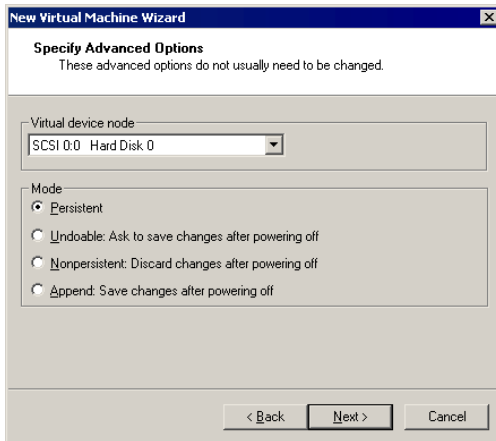 New Virtual Machine Wizard
Specify Advanced Options
These advanced options do not usually need to be changed.
Virtual device node
SCSI 0:0 Hard Disk 0
Mode
Persistent
Undoable: Ask to save changes after powering off
Nonpersistent: Discard changes after powering off
Append: Save changes after powering off
< Back Next > Cancel